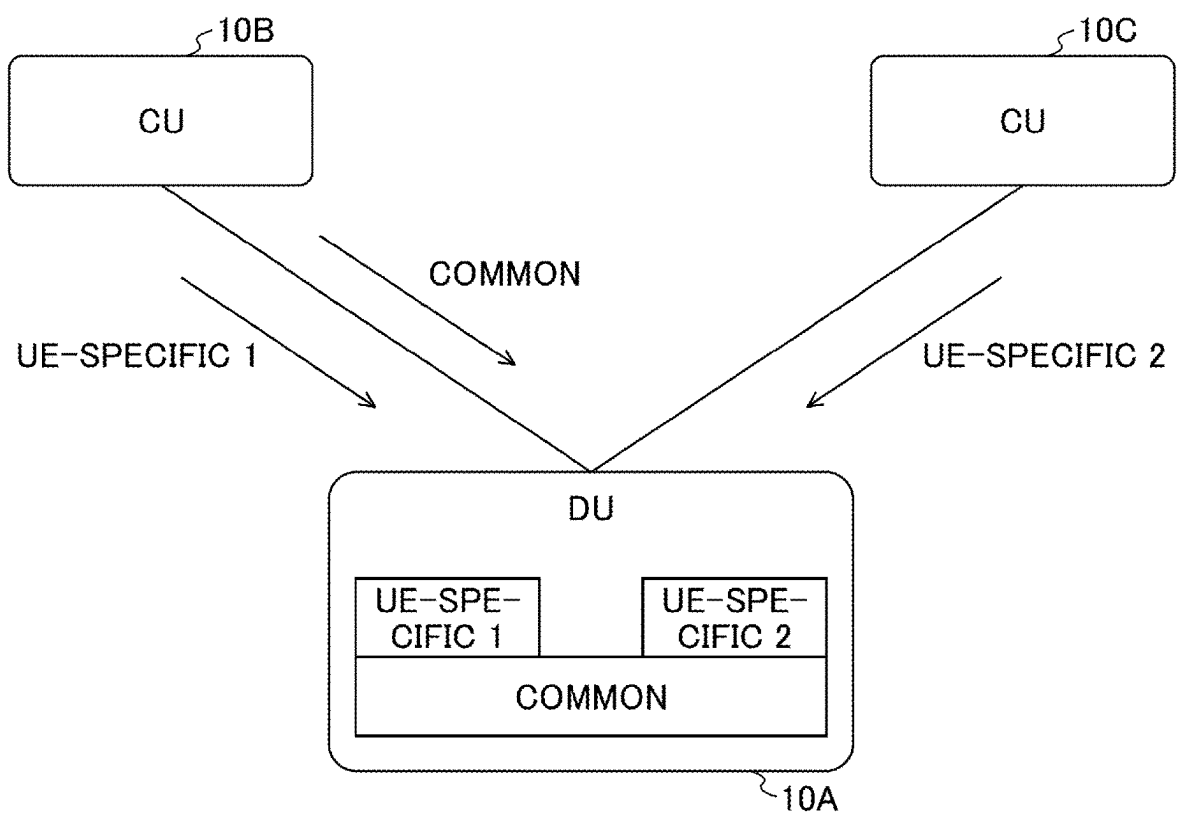 10B
10C
CU
CU
COMMON
UE-SPECIFIC 1
UE-SPECIFIC 2
DU
UE-SPE-
CIFIC 1
UE-SPE-
CIFIC 2
COMMON
10A